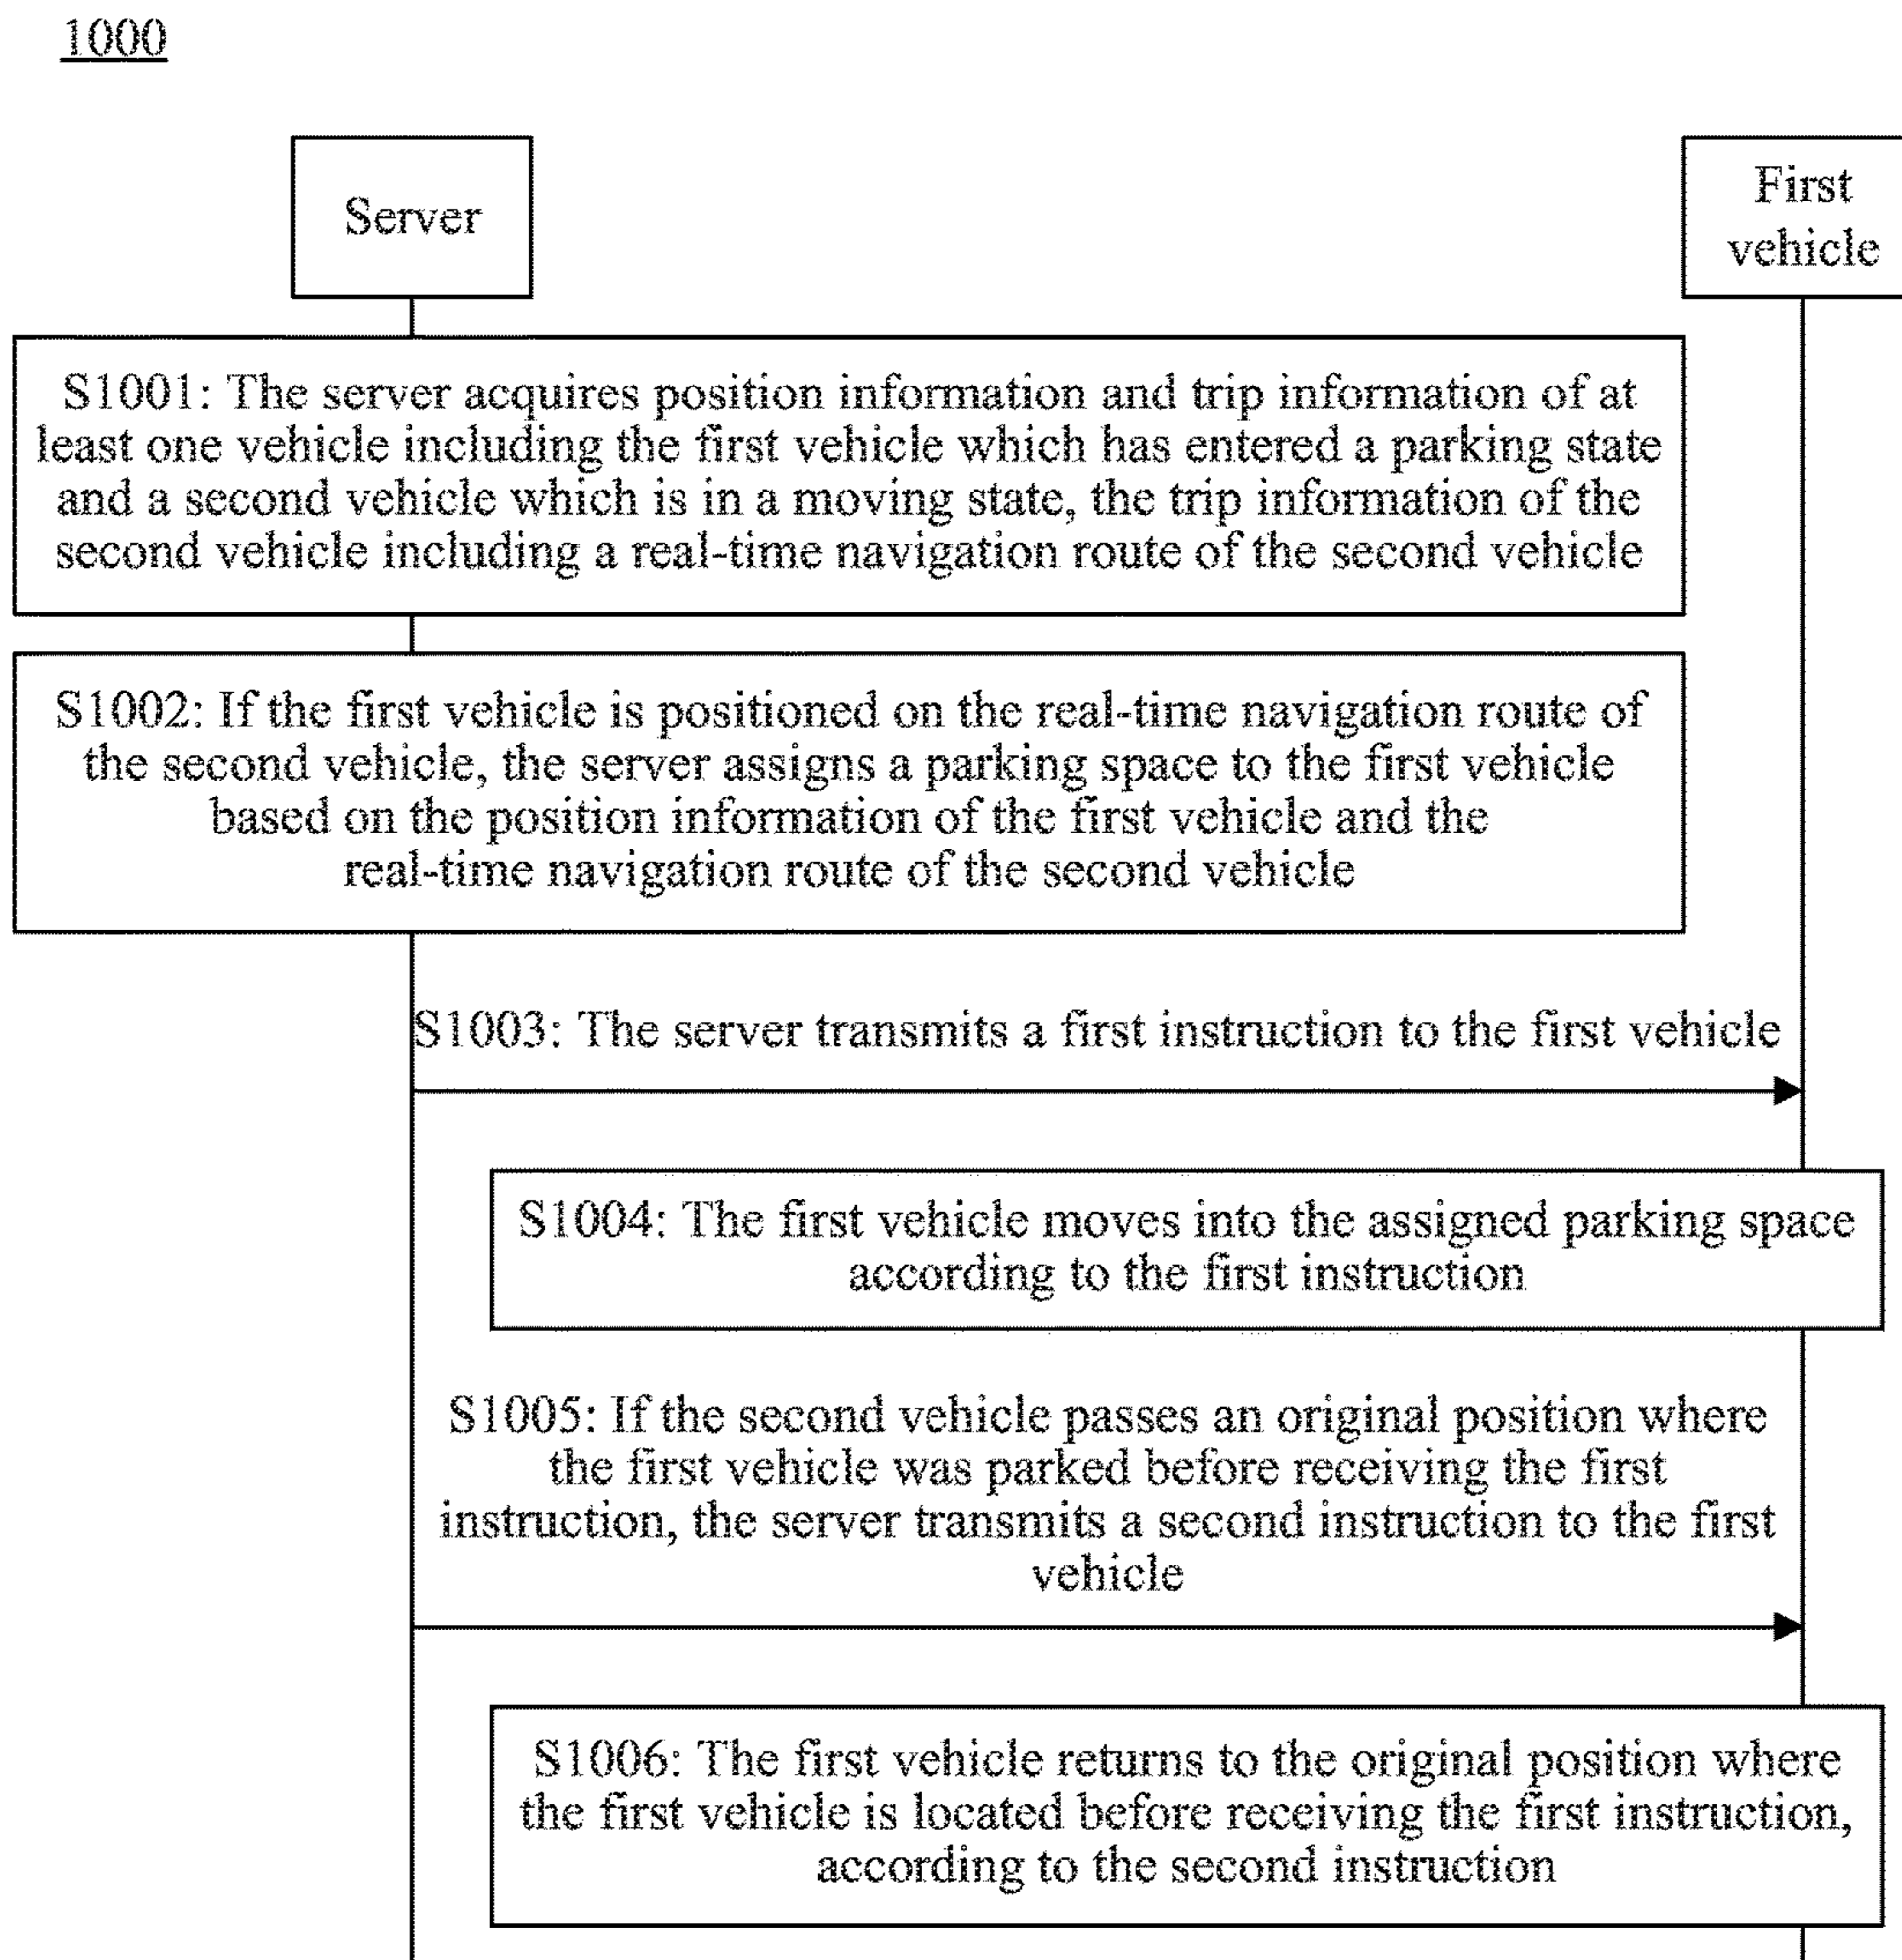 1000
Server
First
vehicle
S1001: The server acquires position information and trip information of at
least one vehicle including the first vehicle which has entered a parking state
and a second vehicle which is in a moving state, the trip information of the
second vehicle including a real-time navigation route of the second vehicle
S1002: If the first vehicle is positioned on the real-time navigation route of
the second vehicle, the server assigns a parking space to the first vehicle
based on the position information of the first vehicle and the
real-time navigation route of the second vehicle
S1003: The server transmits a first instruction to the first vehicle
S1004: The first vehicle moves into the assigned parking space
according to the first instruction
S1005: If the second vehicle passes an original position where
the first vehicle was parked before receiving the first
instruction, the server transmits a second instruction to the first
vehicle
S1006: The first vehicle returns to the original position where
the first vehicle is located before receiving the first instruction,
according to the second instruction